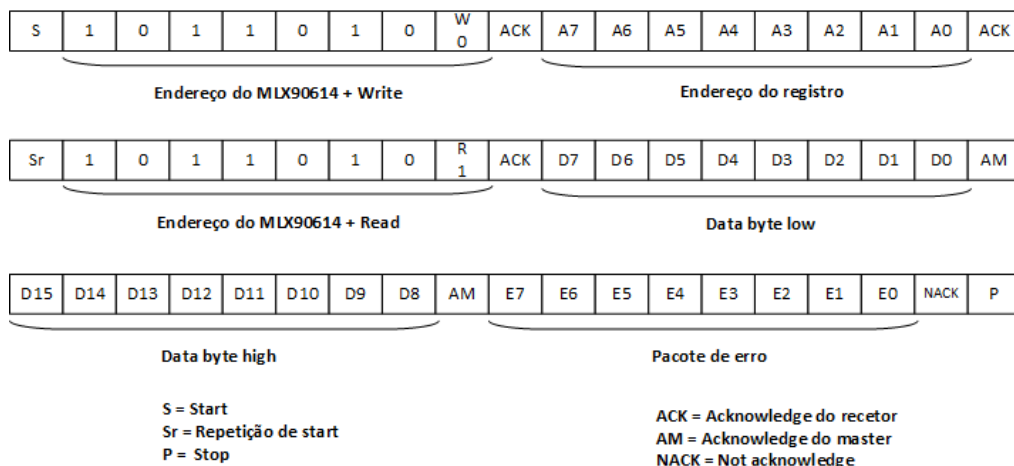 S 1 0 1 1 0 1 0 W 0 ACK A7 A6 A5 A4 A3 A2 A1 A0 ACK
Endereço do MLX90614 + Write Endereço do registro
Sr 1 0 1 1 0 1 0 R 1 ACK D7 D6 D5 D4 D3 D2 D1 D0 AM
Endereço do MLX90614 + Read Data byte low
D15 D14 D13 D12 D11 D10 D9 D8 AM E7 E6 E5 E4 E3 E2 E1 E0 NACK P
Data byte high Pacote de erro
S = Start
Sr = Repetição de start
P = Stop
ACK = Acknowledge do recetor
AM = Acknowledge do master
NACK = Not acknowledge